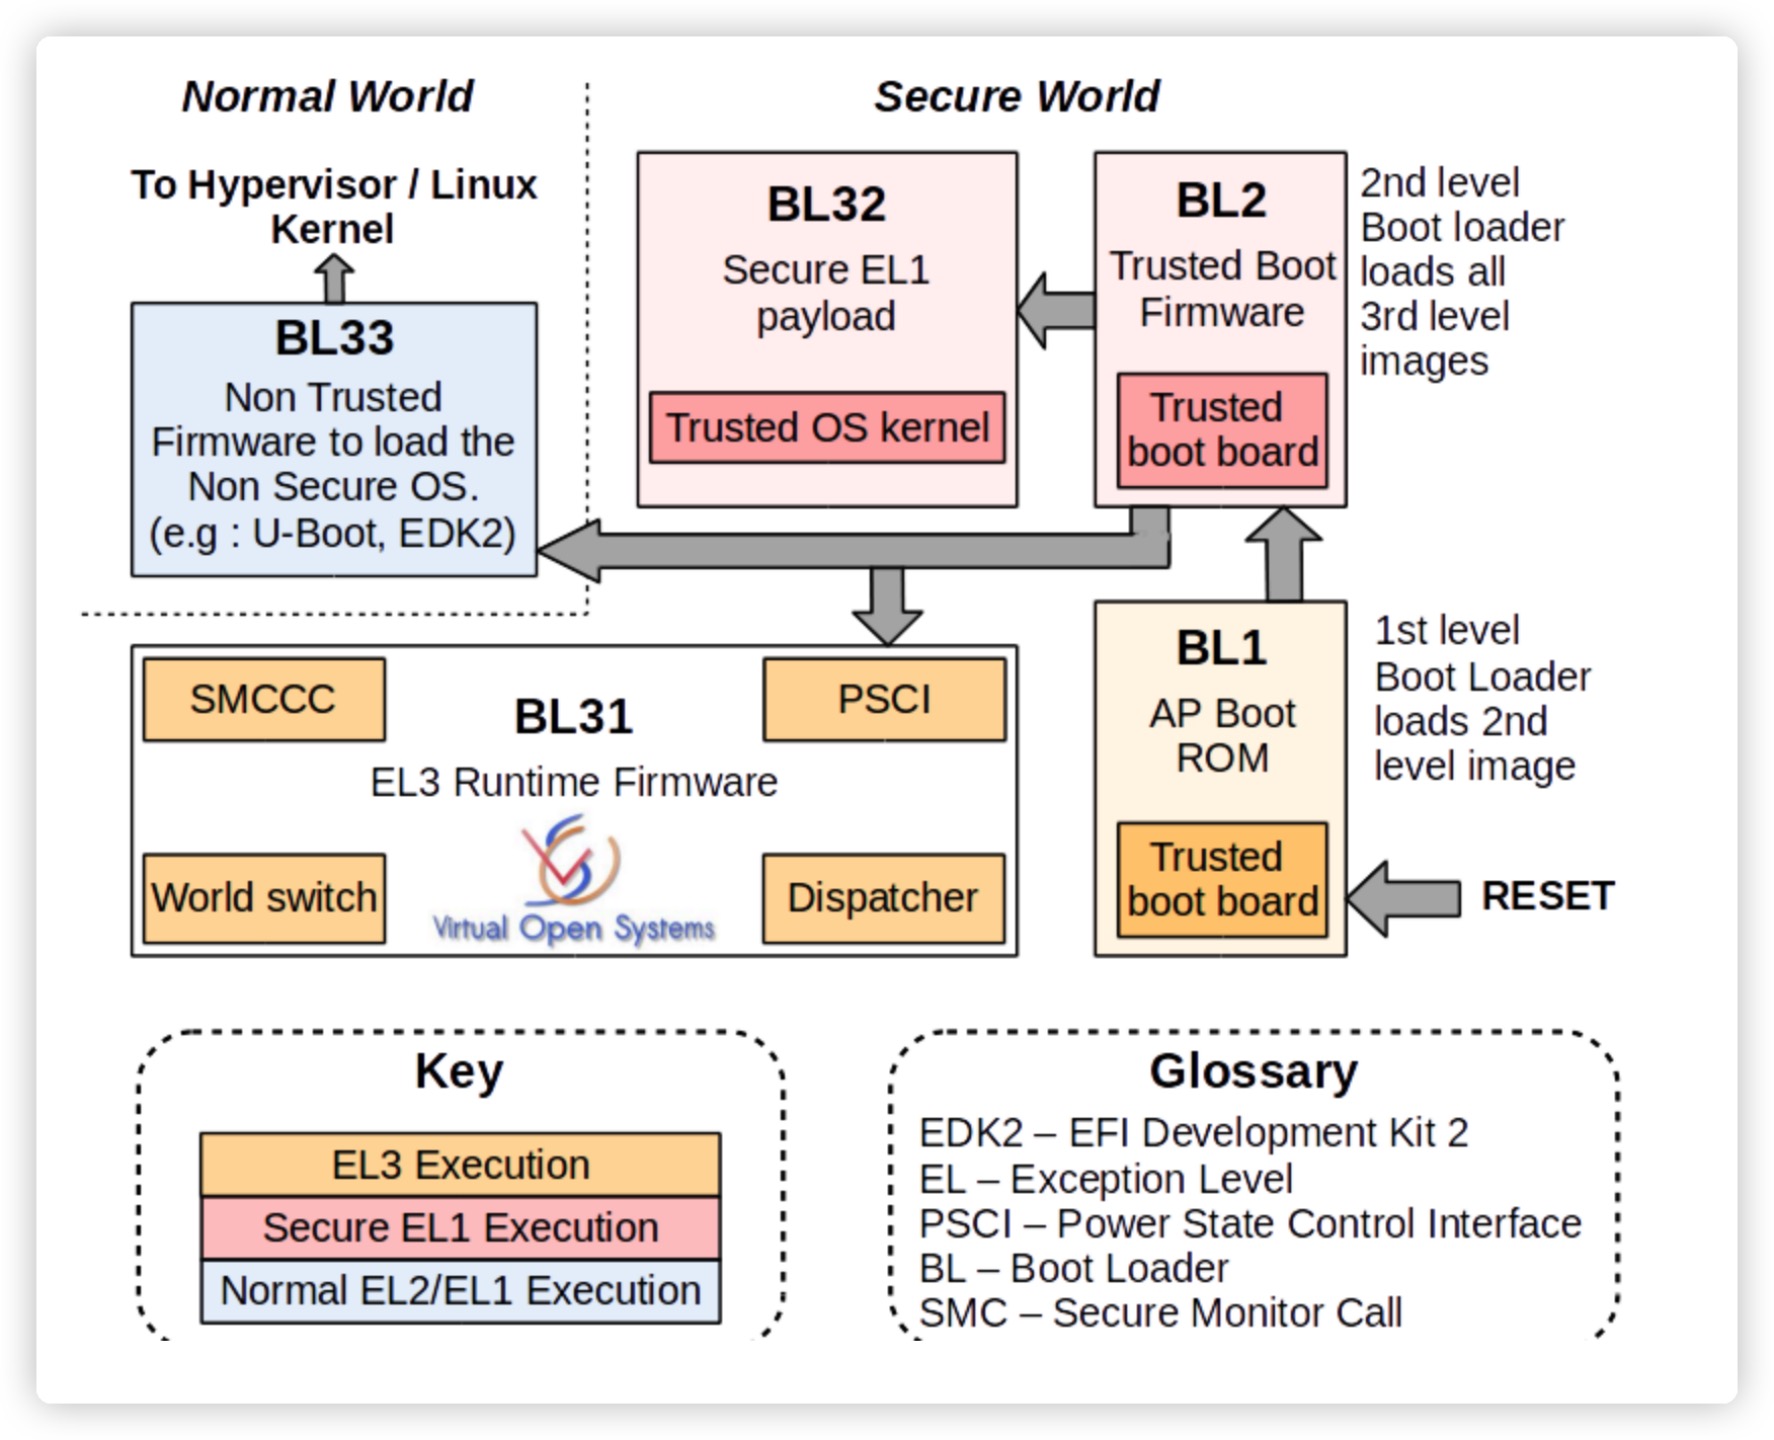 Normal World
Secure World
To Hypervisor / Linux
Kernel
BL33
Non Trusted
Firmware to load the
Non Secure OS.
(e.g : U-Boot, EDK2)
BL32
Secure EL1
payload
Trusted OS kernel
BL2
Trusted Boot
Firmware
Trusted
boot board
2nd level
Boot loader
loads all
3rd level
images
SMCCC
BL31
PSCI
EL3 Runtime Firmware
World switch
Virtual Open Systems
Dispatcher
BL1
AP Boot
ROM
Trusted
boot board
1st level
Boot Loader
loads 2nd
level image
RESET
Key
EL3 Execution
Secure EL1 Execution
Normal EL2/EL1 Execution
Glossary
EDK2 – EFI Development Kit 2
EL – Exception Level
PSCI – Power State Control Interface
BL – Boot Loader
SMC – Secure Monitor Call